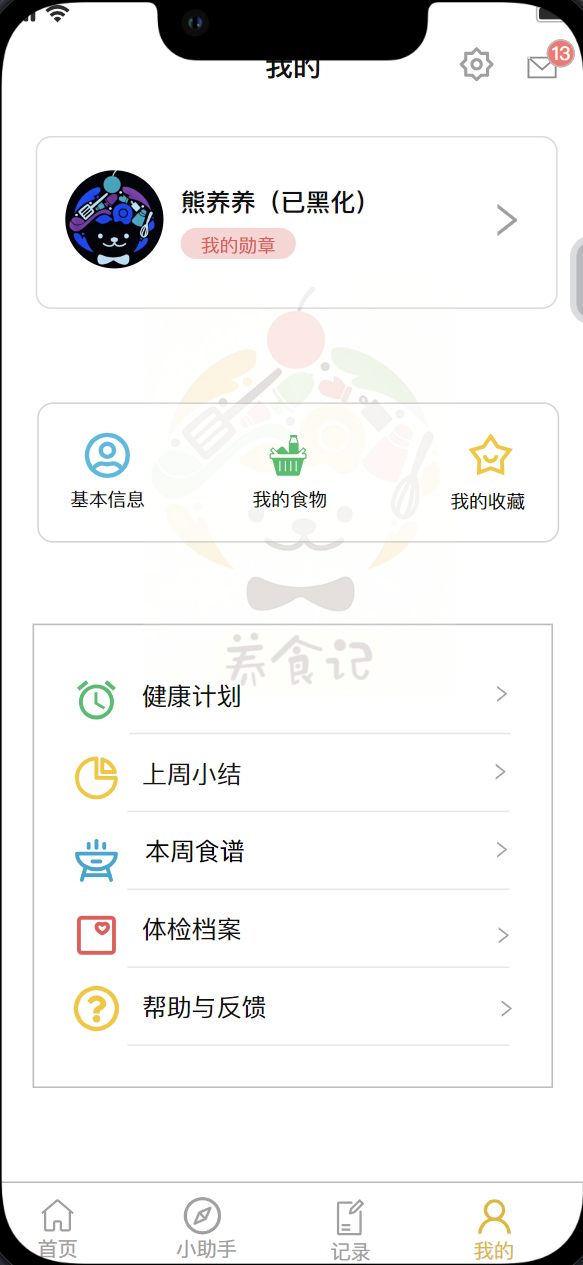 我的
13
熊养养（已黑化）
我的勋章
基本信息
我的食物
我的收藏
养食记
健康计划
上周小结
本周食谱
体检档案
帮助与反馈
首页
小助手
记录
我的